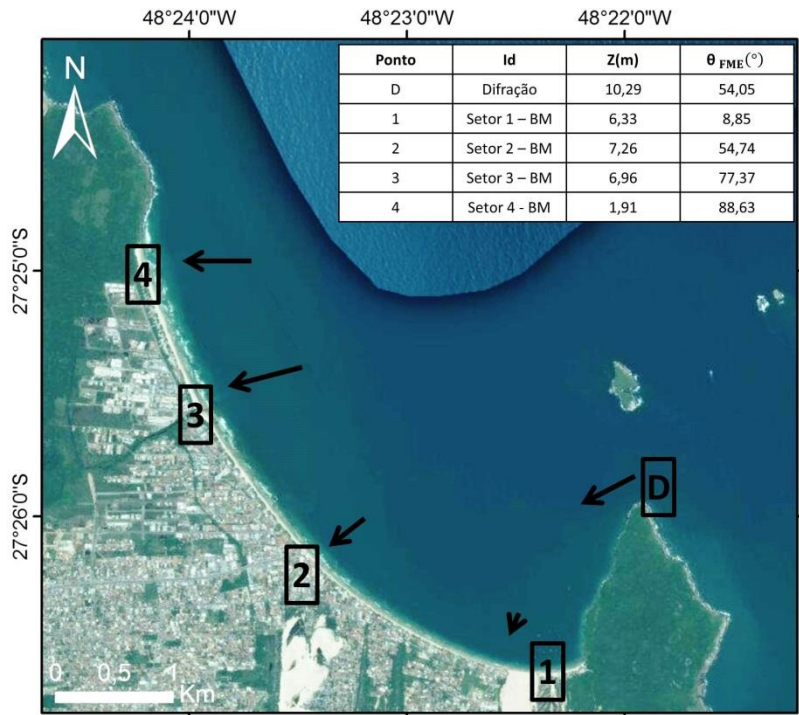 48°24'0"W 48°23'0"W 48°22'0"W
N
Ponto Id Z(m) θ FME(°)
D Difração 10,29 54,05
1 Setor 1 – BM 6,33 8,85
2 Setor 2 – BM 7,26 54,74
3 Setor 3 – BM 6,96 77,37
4 Setor 4 - BM 1,91 88,63
27°25'0"S
4
3
D
27°26'0"S
2
1
0 0,5 1
Km